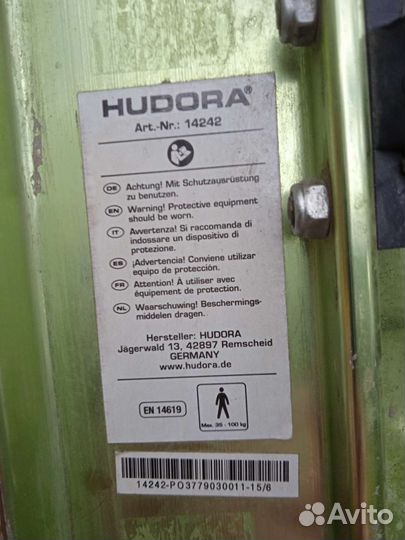 HUDORA®
Art.-Nr.: 14242
DE Achtung! Mit Schutzausrüstung
zu benutzen.
EN Warning! Protective equipment
should be worn.
IT Avvertenza! Si raccomanda di
indossare un dispositivo di
protezione.
ES ¡Advertencia! Conviene utilizar
equipo de protección.
FR Attention! À utiliser avec
équipement de protection.
NL Waarschuwing! Beschermings-
middelen dragen.
Hersteller: HUDORA
Jägerwald 13, 42897 Remscheid
GERMANY
www.hudora.de
EN 14619
Max. 35 - 100 kg
14242-PO3779030011-15/6
Avito